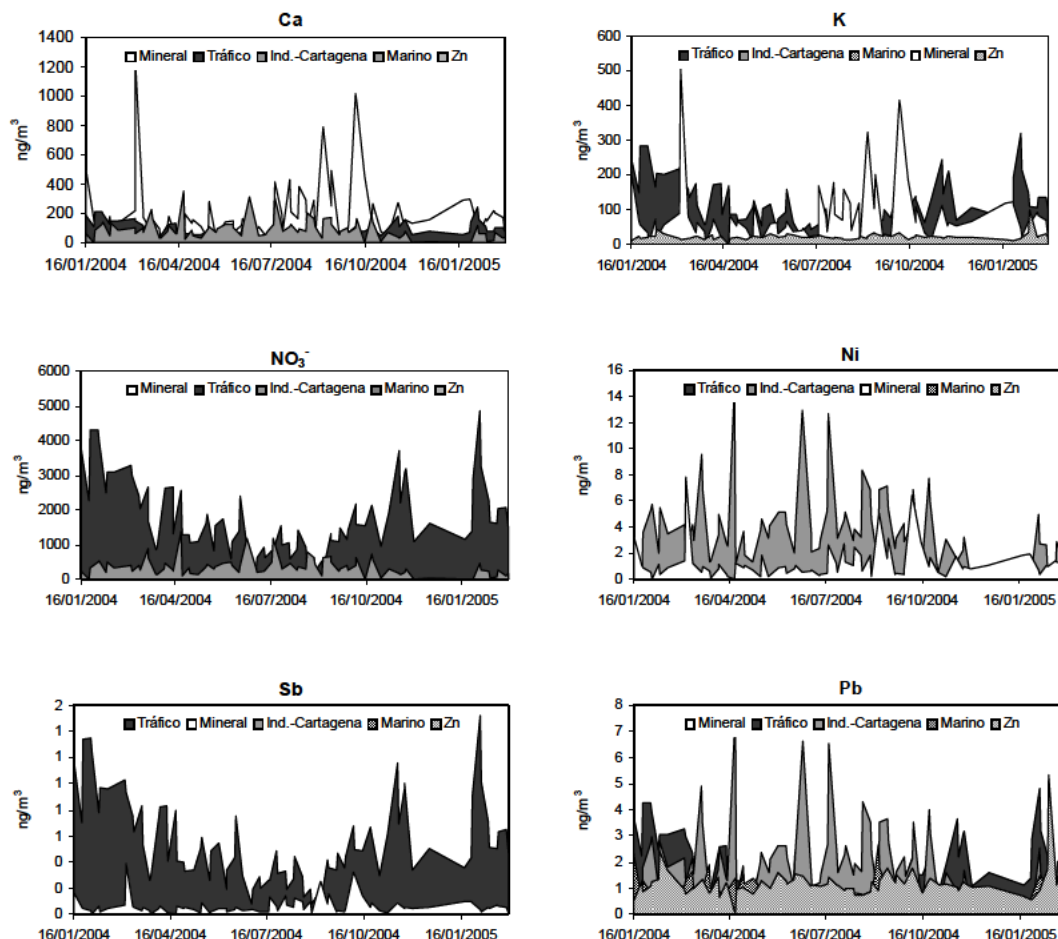 Ca
1400
1200
1000
800
600
400
200
0
ng/m³
Mineral Tráfico Ind.-Cartagena Marino Zn
16/01/2004 16/04/2004 16/07/2004 16/10/2004 16/01/2005
K
600
500
400
300
200
100
0
ng/m³
Tráfico Ind.-Cartagena Marino Mineral Zn
16/01/2004 16/04/2004 16/07/2004 16/10/2004 16/01/2005
NO₃⁻
6000
5000
4000
3000
2000
1000
0
ng/m³
Mineral Tráfico Ind.-Cartagena Marino Zn
16/01/2004 16/04/2004 16/07/2004 16/10/2004 16/01/2005
Ni
16
14
12
10
8
6
4
2
0
ng/m³
Tráfico Ind.-Cartagena Mineral Marino Zn
16/01/2004 16/04/2004 16/07/2004 16/10/2004 16/01/2005
Sb
2
1
1
1
1
1
0
0
0
ng/m³
Tráfico Mineral Ind.-Cartagena Marino Zn
16/01/2004 16/04/2004 16/07/2004 16/10/2004 16/01/2005
Pb
8
7
6
5
4
3
2
1
0
ng/m³
Mineral Tráfico Ind.-Cartagena Marino Zn
16/01/2004 16/04/2004 16/07/2004 16/10/2004 16/01/2005